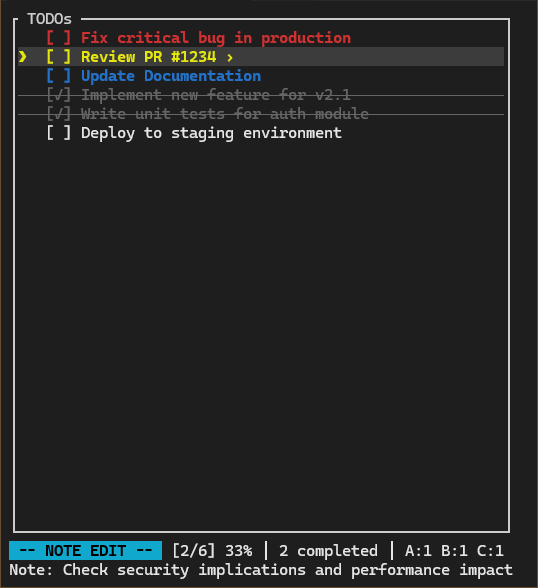 TODOs
[ ] Fix critical bug in production
❯ [ ] Review PR #1234 ›
[ ] Update Documentation
[✓] Implement new feature for v2.1
[✓] Write unit tests for auth module
[ ] Deploy to staging environment
-- NOTE EDIT -- [2/6] 33% │ 2 completed │ A:1 B:1 C:1
Note: Check security implications and performance impact